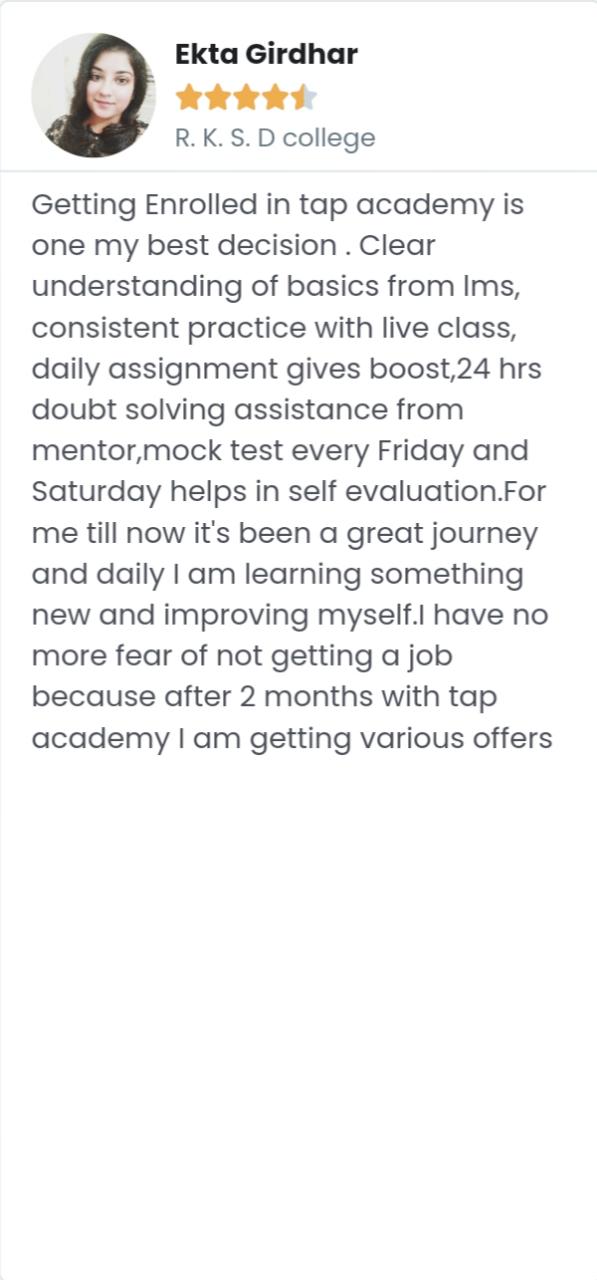 Ekta Girdhar
R. K. S. D college
Getting Enrolled in tap academy is
one my best decision . Clear
understanding of basics from lms,
consistent practice with live class,
daily assignment gives boost,24 hrs
doubt solving assistance from
mentor,mock test every Friday and
Saturday helps in self evaluation.For
me till now it's been a great journey
and daily I am learning something
new and improving myself.I have no
more fear of not getting a job
because after 2 months with tap
academy I am getting various offers